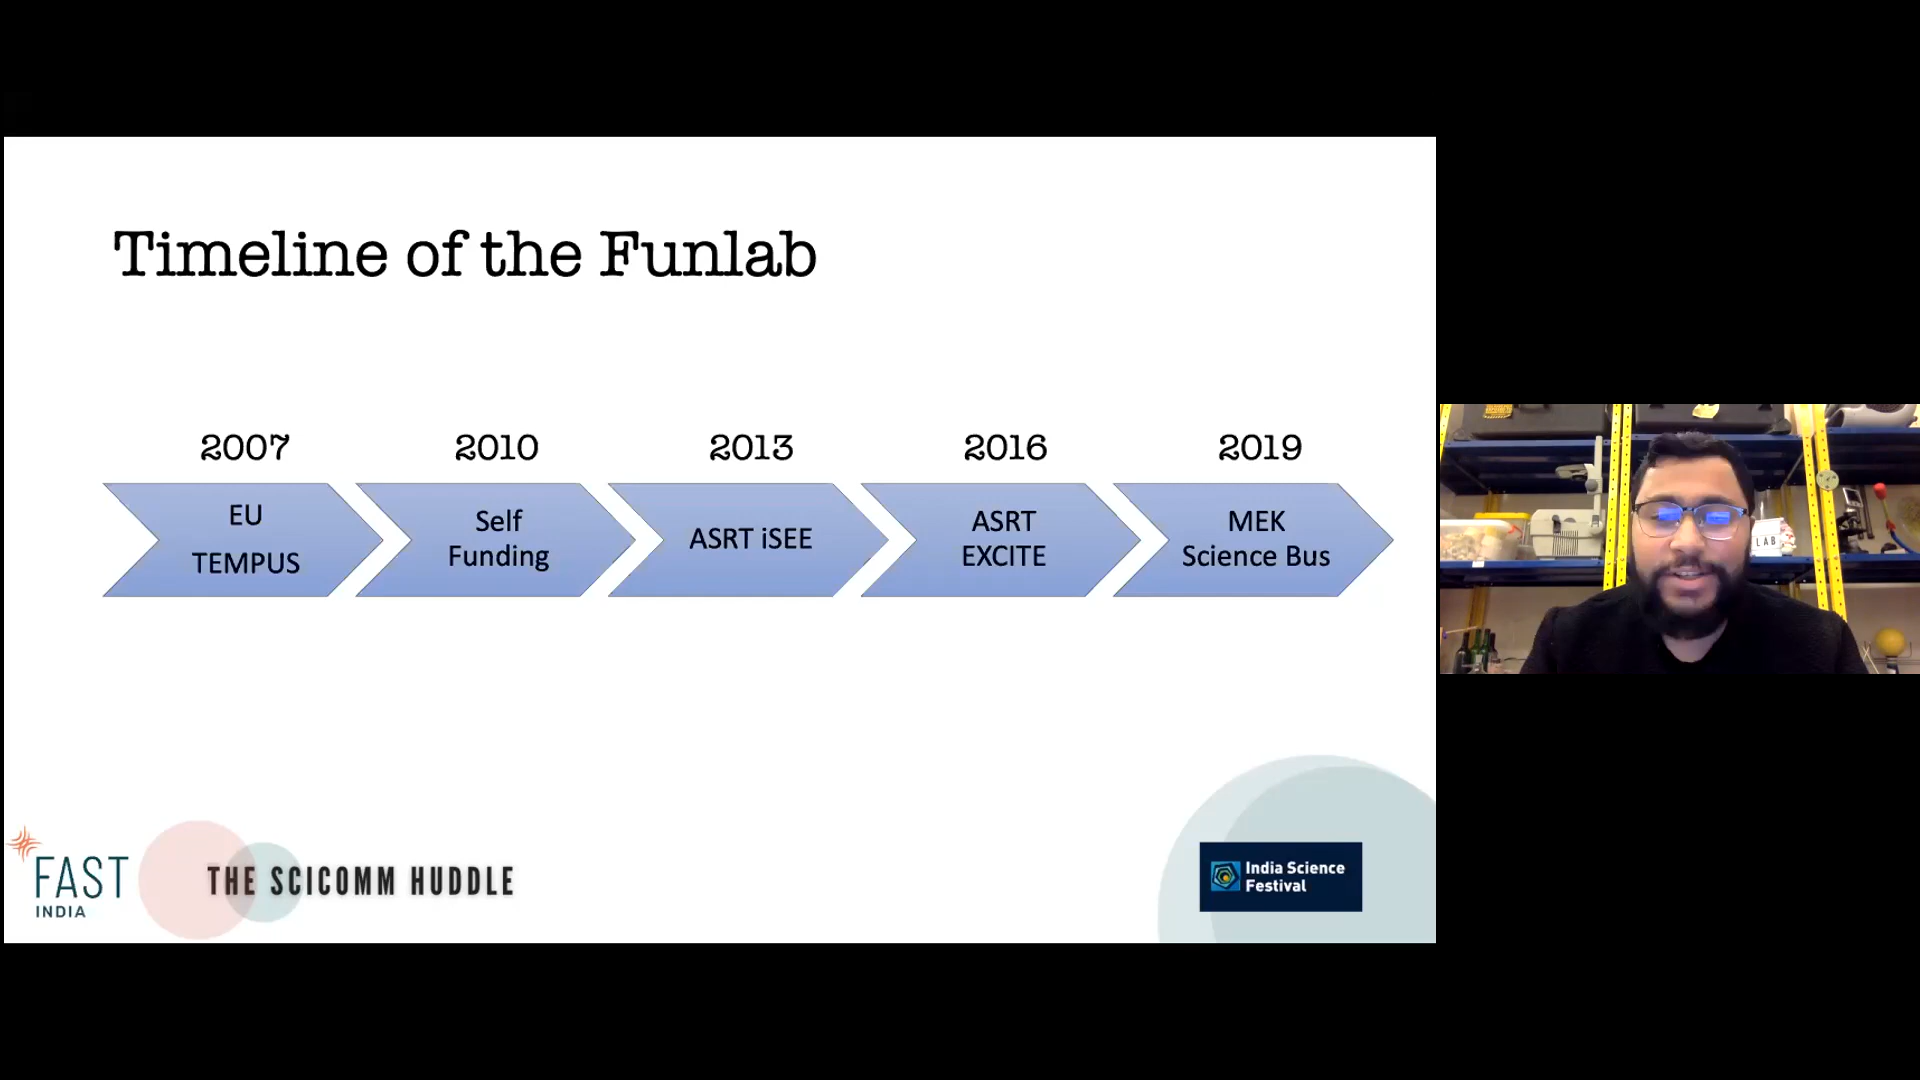 Timeline of the Funlab
2007
2010
2013
2016
2019
EU
TEMPUS
Self
Funding
ASRT iSEE
ASRT
EXCITE
MEK
Science Bus
FAST
INDIA
THE SCICOMM HUDDLE
India Science
Festival
LAB